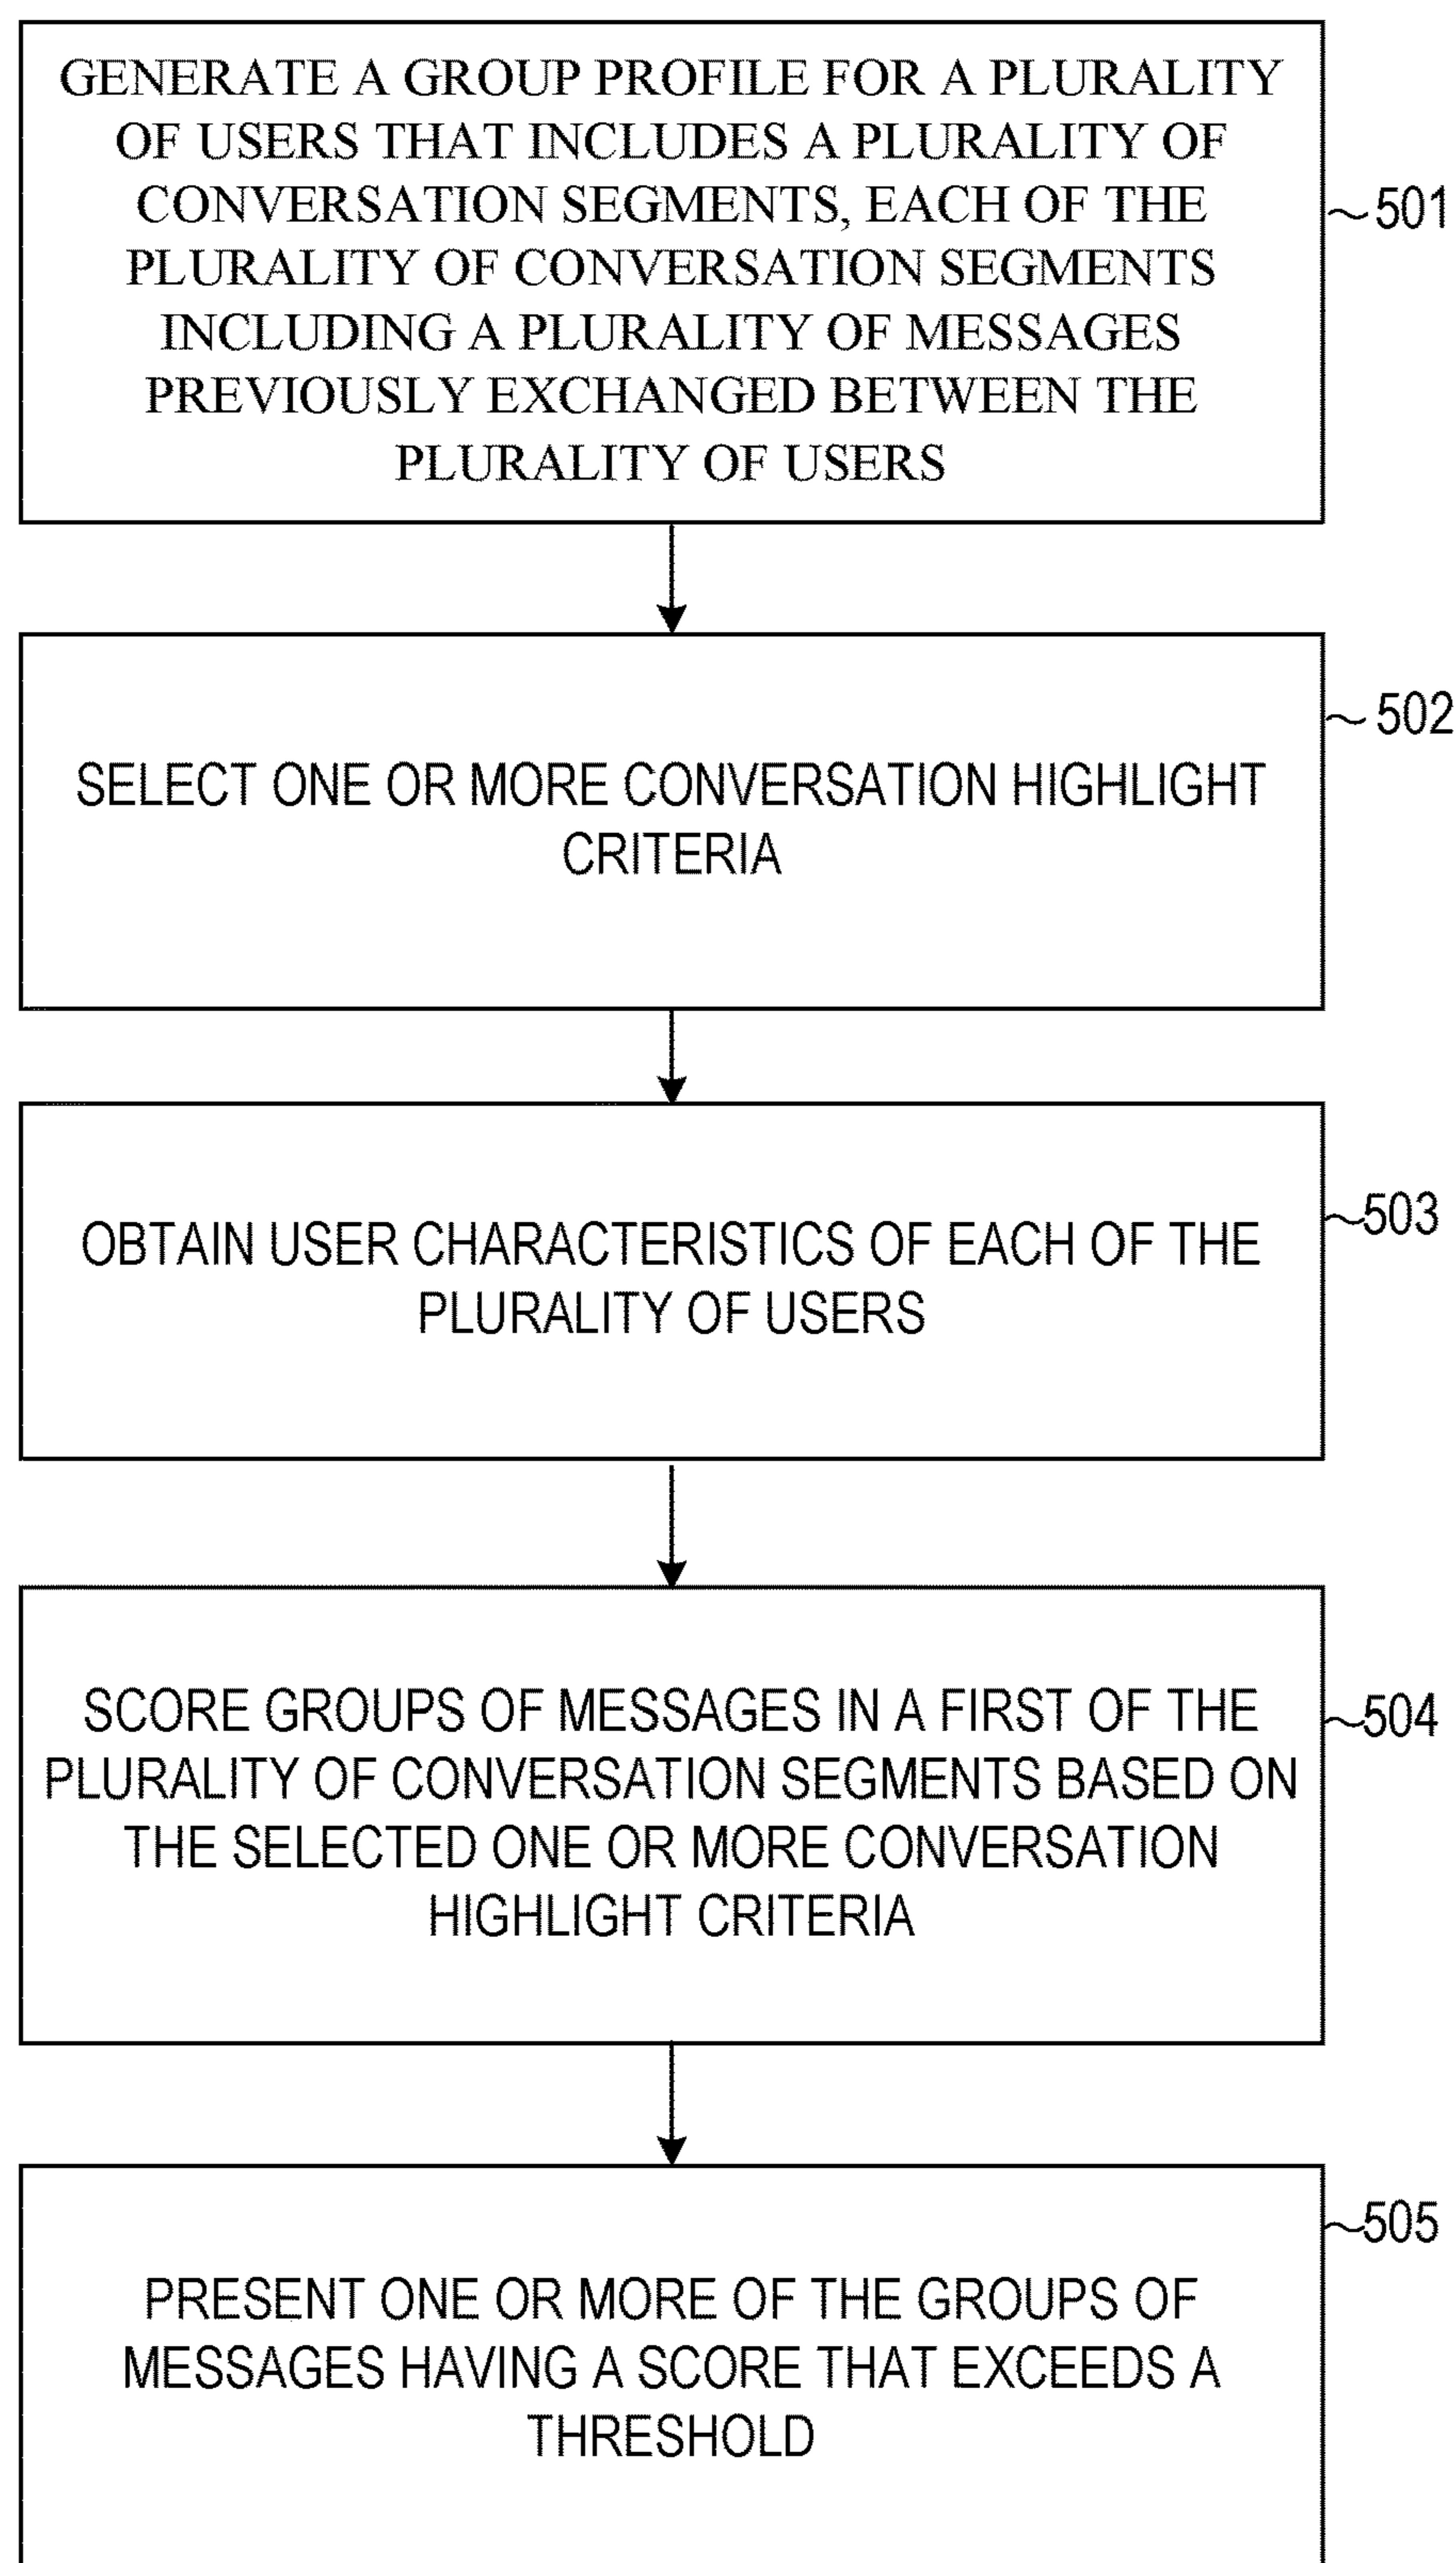 GENERATE A GROUP PROFILE FOR A PLURALITY
OF USERS THAT INCLUDES A PLURALITY OF
CONVERSATION SEGMENTS, EACH OF THE
PLURALITY OF CONVERSATION SEGMENTS
INCLUDING A PLURALITY OF MESSAGES
PREVIOUSLY EXCHANGED BETWEEN THE
PLURALITY OF USERS
501
SELECT ONE OR MORE CONVERSATION HIGHLIGHT
CRITERIA
502
OBTAIN USER CHARACTERISTICS OF EACH OF THE
PLURALITY OF USERS
503
SCORE GROUPS OF MESSAGES IN A FIRST OF THE
PLURALITY OF CONVERSATION SEGMENTS BASED ON
THE SELECTED ONE OR MORE CONVERSATION
HIGHLIGHT CRITERIA
504
PRESENT ONE OR MORE OF THE GROUPS OF
MESSAGES HAVING A SCORE THAT EXCEEDS A
THRESHOLD
505